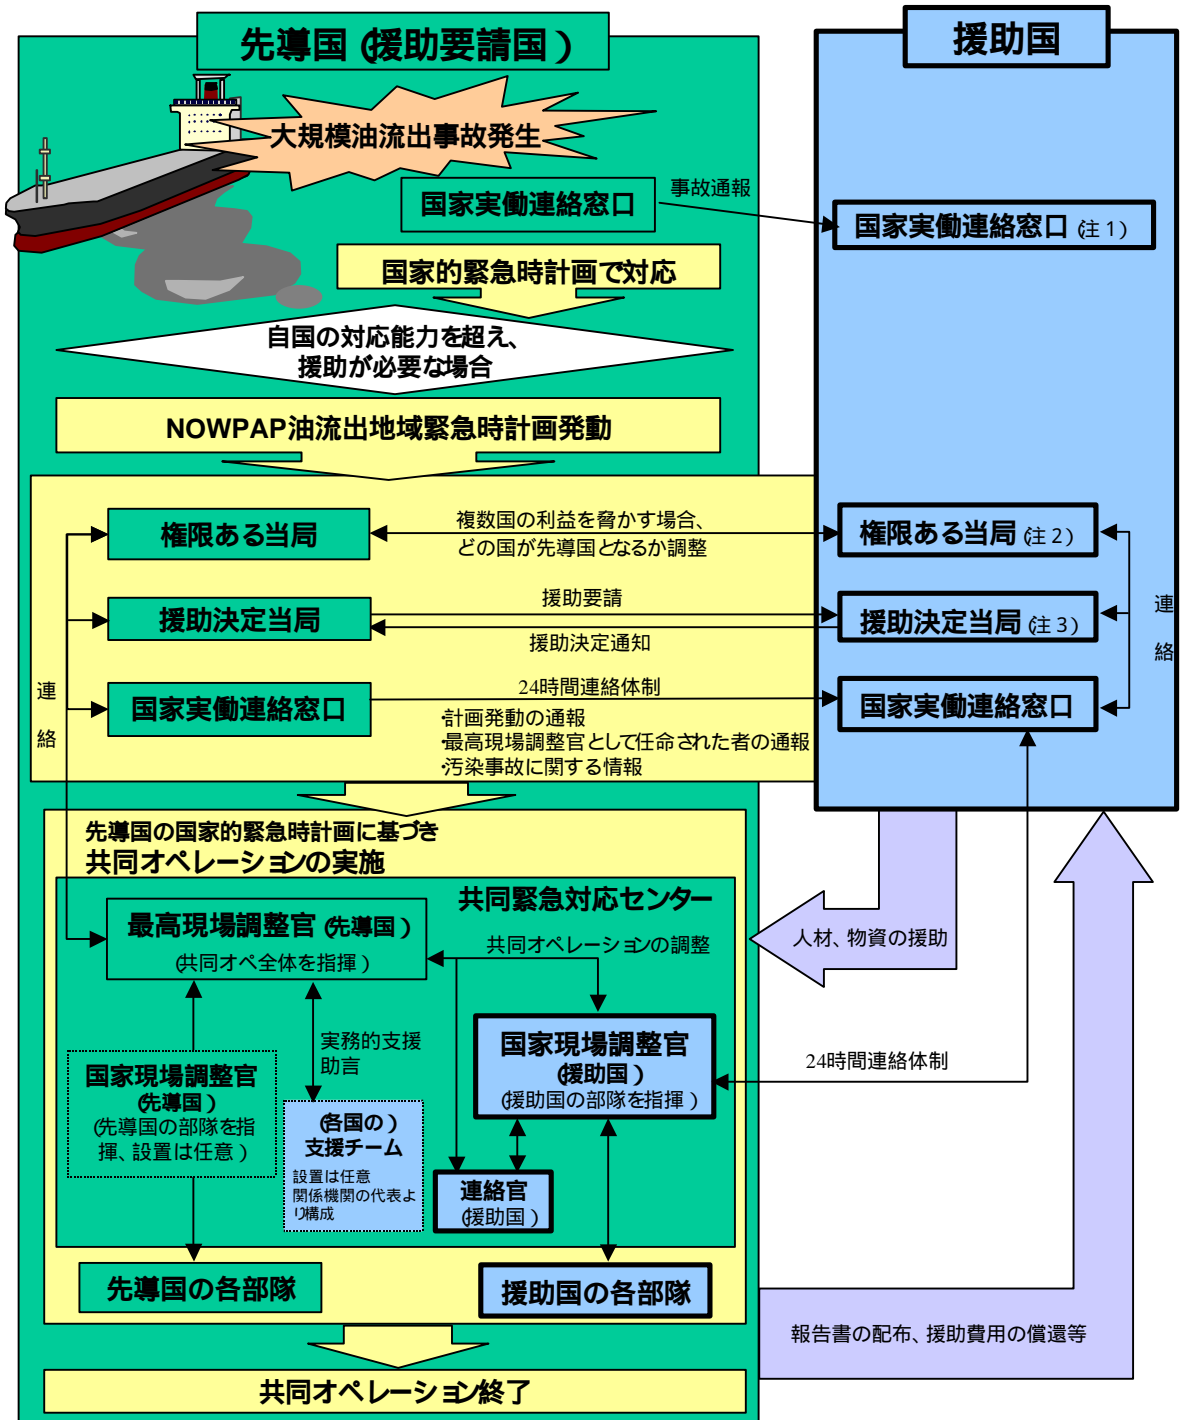 先導国（援助要請国）
援助国
大規模油流出事故発生
国家実働連絡窓口
事故通報
国家実働連絡窓口（注１）
国家的緊急時計画で対応
自国の対応能力を超え、
援助が必要な場合
NOWPAP油流出地域緊急時計画発動
権限ある当局
複数国の利益を脅かす場合、
どの国が先導国となるか調整
権限ある当局（注２）
援助決定当局
援助要請
援助決定通知
援助決定当局（注３）
連
絡
国家実働連絡窓口
24時間連絡体制
国家実働連絡窓口
連
絡
・計画発動の通報
・最高現場調整官として任命された者の通報
・汚染事故に関する情報
先導国の国家的緊急時計画に基づき
共同オペレーションの実施
共同緊急対応センター
最高現場調整官（先導国）
（共同オペ全体を指揮）
共同オペレーションの調整
人材、物資の援助
実務的支援
助言
国家現場調整官
（先導国）
（先導国の部隊を指
揮、設置は任意）
（各国の）
支援チーム
設置は任意
関係機関の代表よ
り構成
国家現場調整官
（援助国）
（援助国の部隊を指揮）
24時間連絡体制
連絡官
（援助国）
先導国の各部隊
援助国の各部隊
報告書の配布、援助費用の償還等
共同オペレーション終了